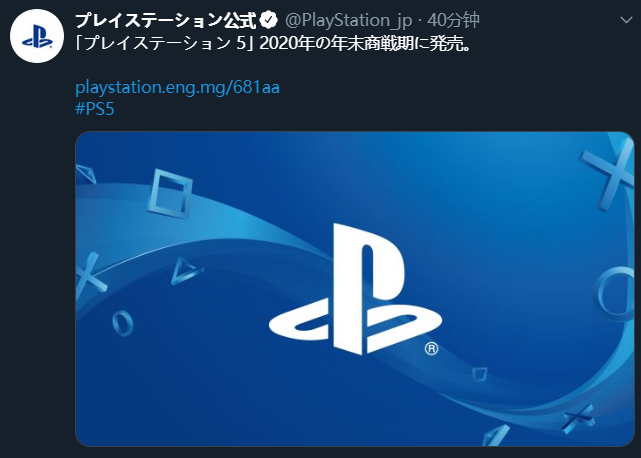 プレイステーション公式 @PlayStation_jp · 40分钟
「プレイステーション 5」 2020年の年末商戦期に発売。
playstation.eng.mg/681aa
#PS5
®